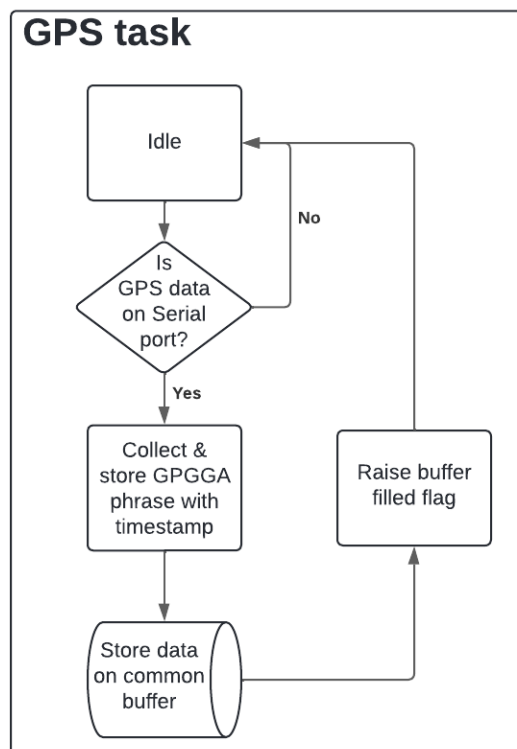 GPS task
Idle
No
Is
GPS data
on Serial
port?
Yes
Collect &
store GPGGA
phrase with
timestamp
Raise buffer
filled flag
Store data
on common
buffer